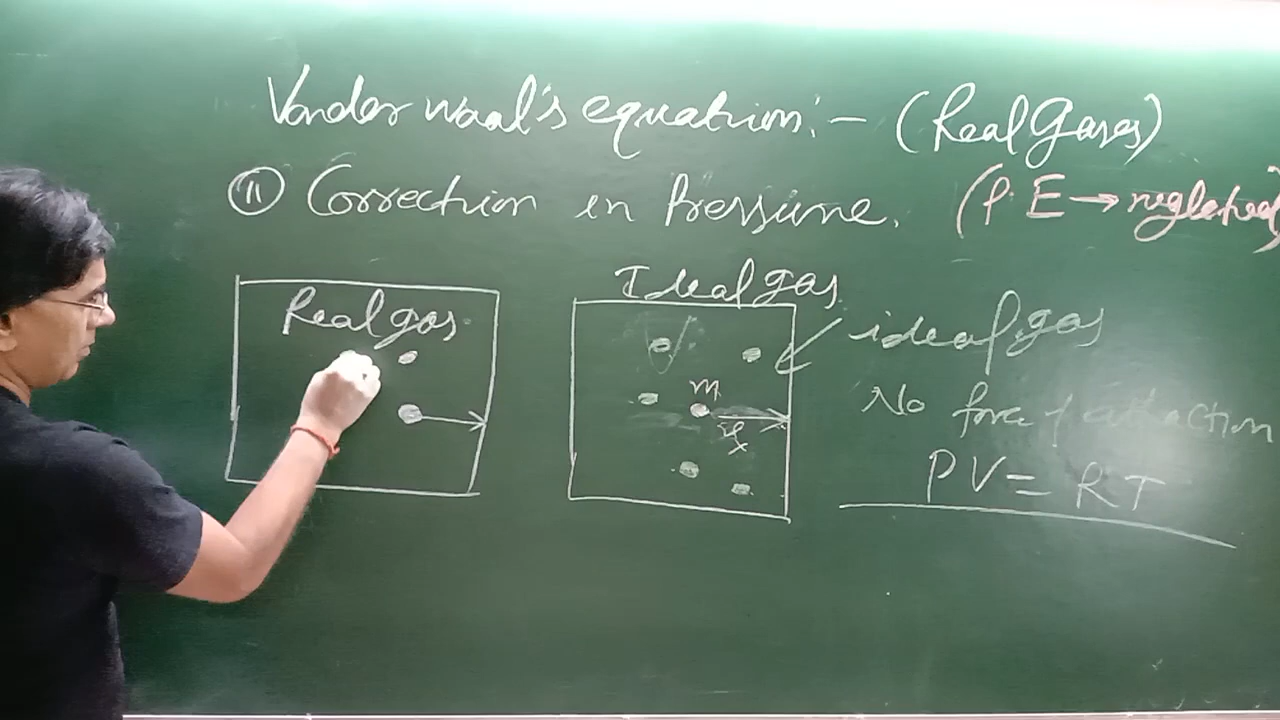 Vander waal's equation:- (Real Gases)
(II) Correction in Pressure. (P.E → neglected
Real gas
Ideal gas
m
ideal gas
No force of attraction
PV = RT